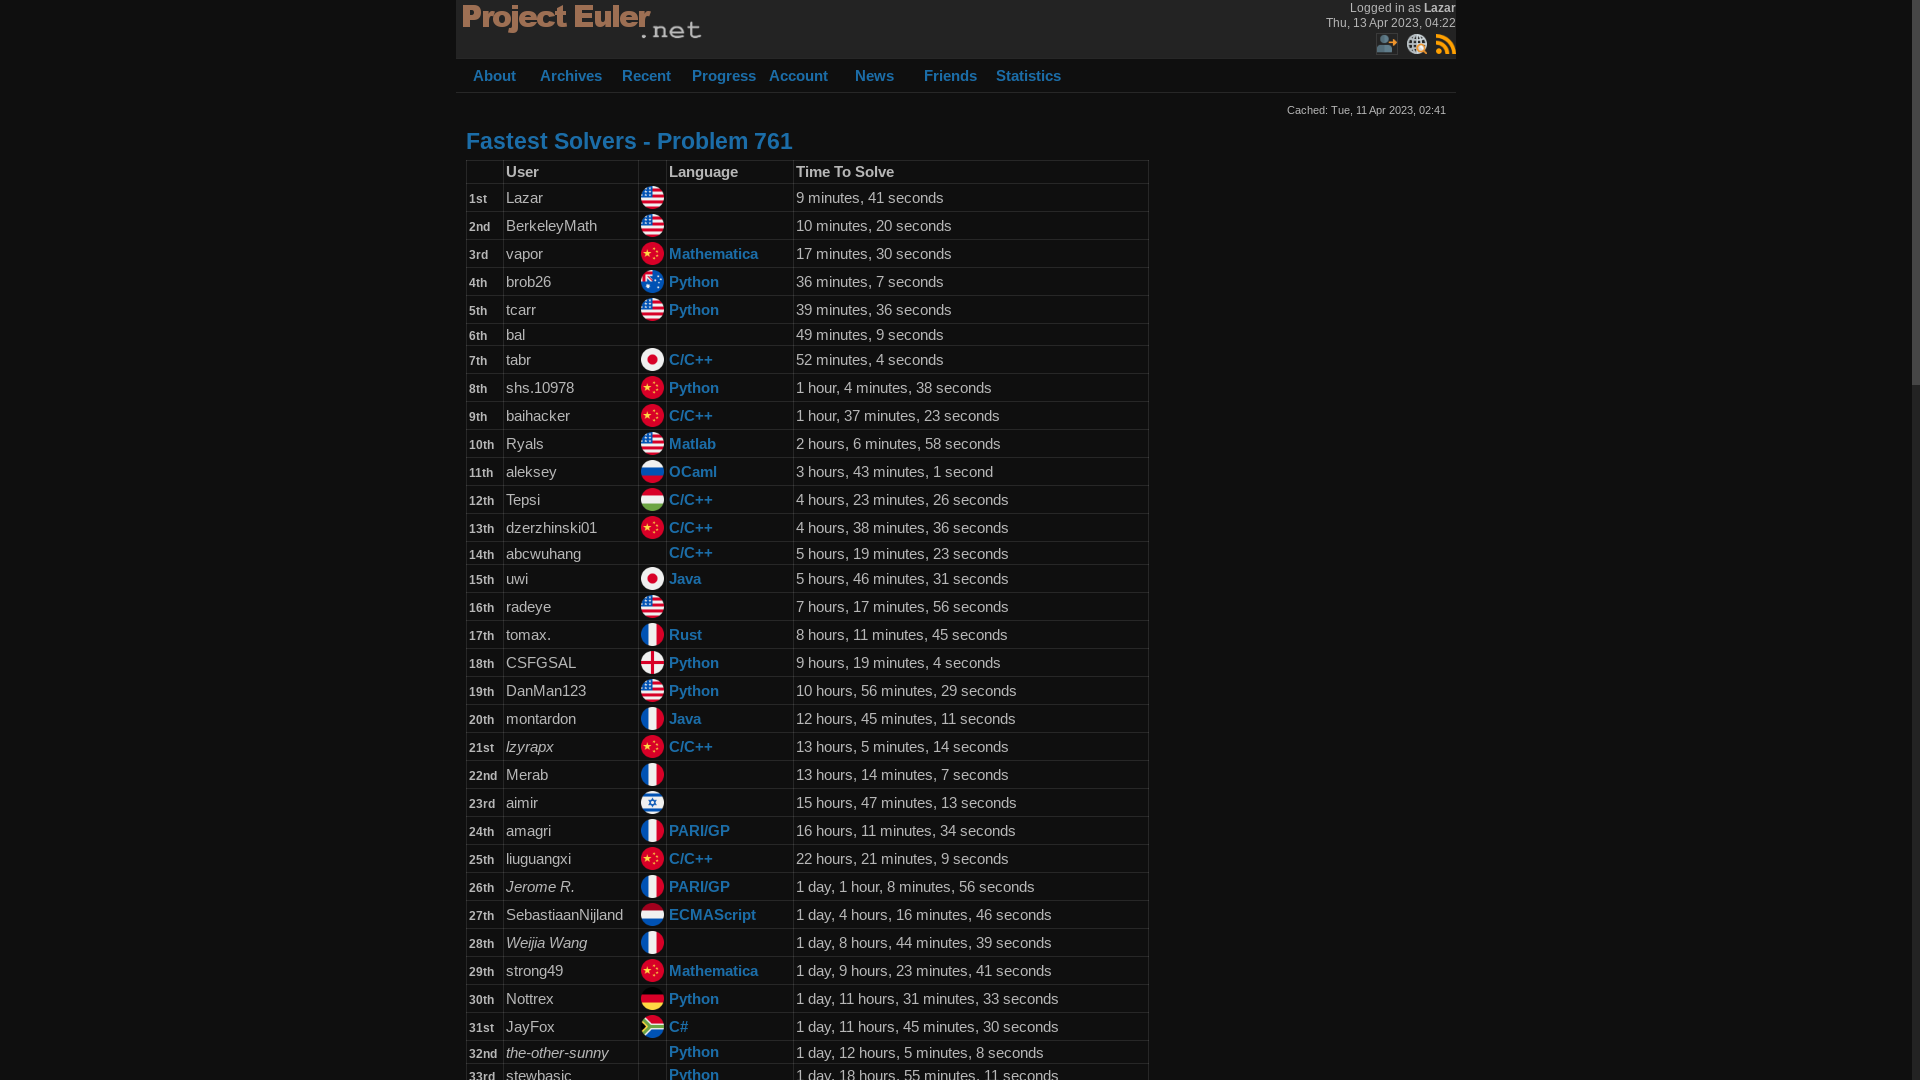 Project Euler.net
Logged in as Lazar
Thu, 13 Apr 2023, 04:22
About Archives Recent Progress Account News Friends Statistics
Cached: Tue, 11 Apr 2023, 02:41
Fastest Solvers - Problem 761
User Language Time To Solve
1st Lazar 9 minutes, 41 seconds
2nd BerkeleyMath 10 minutes, 20 seconds
3rd vapor Mathematica 17 minutes, 30 seconds
4th brob26 Python 36 minutes, 7 seconds
5th tcarr Python 39 minutes, 36 seconds
6th bal 49 minutes, 9 seconds
7th tabr C/C++ 52 minutes, 4 seconds
8th shs.10978 Python 1 hour, 4 minutes, 38 seconds
9th baihacker C/C++ 1 hour, 37 minutes, 23 seconds
10th Ryals Matlab 2 hours, 6 minutes, 58 seconds
11th aleksey OCaml 3 hours, 43 minutes, 1 second
12th Tepsi C/C++ 4 hours, 23 minutes, 26 seconds
13th dzerzhinski01 C/C++ 4 hours, 38 minutes, 36 seconds
14th abcwuhang C/C++ 5 hours, 19 minutes, 23 seconds
15th uwi Java 5 hours, 46 minutes, 31 seconds
16th radeye 7 hours, 17 minutes, 56 seconds
17th tomax. Rust 8 hours, 11 minutes, 45 seconds
18th CSFGSAL Python 9 hours, 19 minutes, 4 seconds
19th DanMan123 Python 10 hours, 56 minutes, 29 seconds
20th montardon Java 12 hours, 45 minutes, 11 seconds
21st lzyrapx C/C++ 13 hours, 5 minutes, 14 seconds
22nd Merab 13 hours, 14 minutes, 7 seconds
23rd aimir 15 hours, 47 minutes, 13 seconds
24th amagri PARI/GP 16 hours, 11 minutes, 34 seconds
25th liuguangxi C/C++ 22 hours, 21 minutes, 9 seconds
26th Jerome R. PARI/GP 1 day, 1 hour, 8 minutes, 56 seconds
27th SebastiaanNijland ECMAScript 1 day, 4 hours, 16 minutes, 46 seconds
28th Weijia Wang 1 day, 8 hours, 44 minutes, 39 seconds
29th strong49 Mathematica 1 day, 9 hours, 23 minutes, 41 seconds
30th Nottrex Python 1 day, 11 hours, 31 minutes, 33 seconds
31st JayFox C# 1 day, 11 hours, 45 minutes, 30 seconds
32nd the-other-sunny Python 1 day, 12 hours, 5 minutes, 8 seconds
33rd stewbasic Python 1 day, 18 hours, 55 minutes, 11 seconds